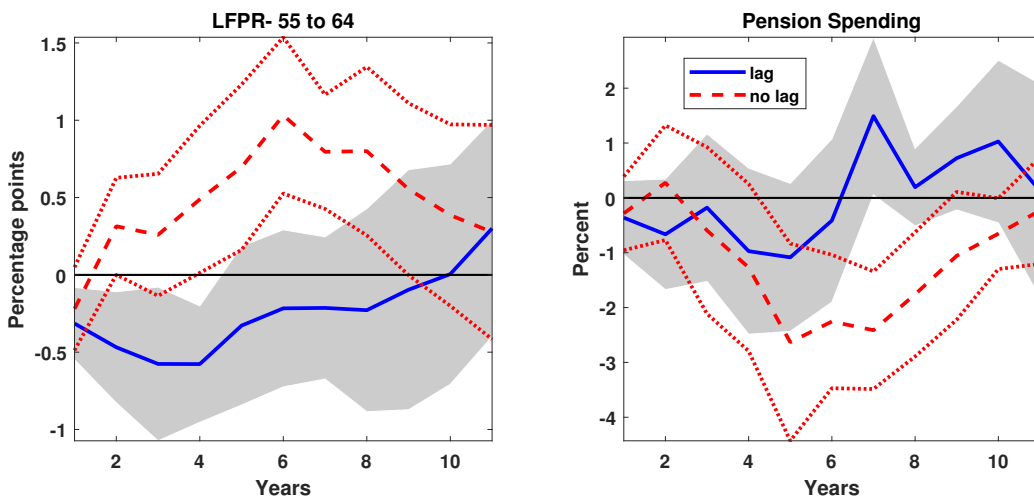 LFPR- 55 to 64
Percentage points
1.5
1
0.5
0
-0.5
-1
2
4
6
8
10
Years
Pension Spending
lag
no lag
Percent
2
1
0
-1
-2
-3
-4
2
4
6
8
10
Years